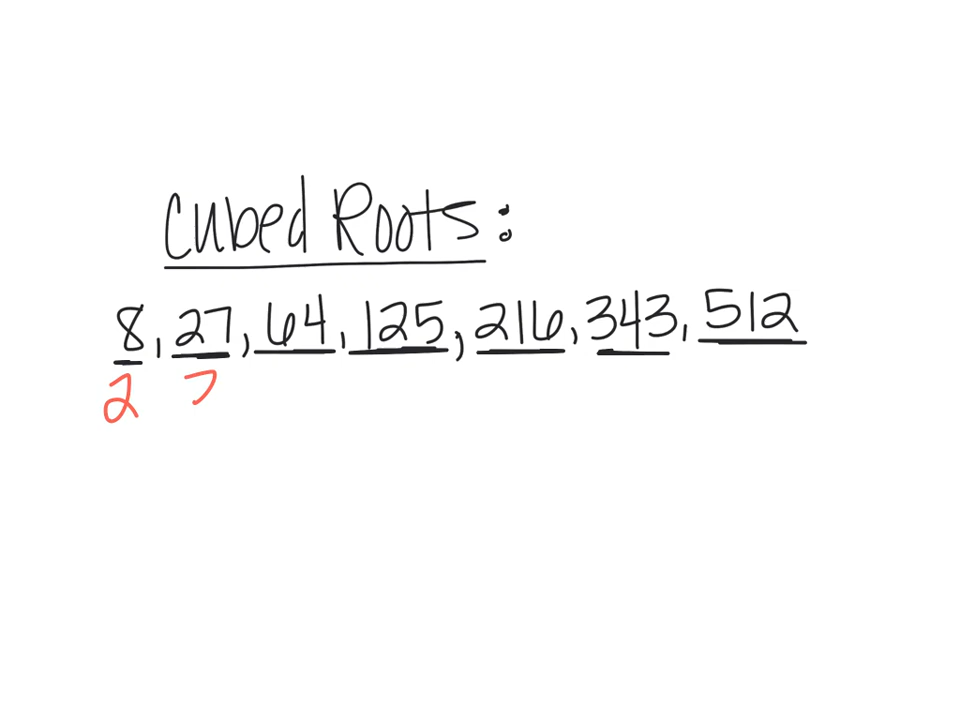 Cubed Roots:
8, 27, 64, 125, 216, 343, 512
2